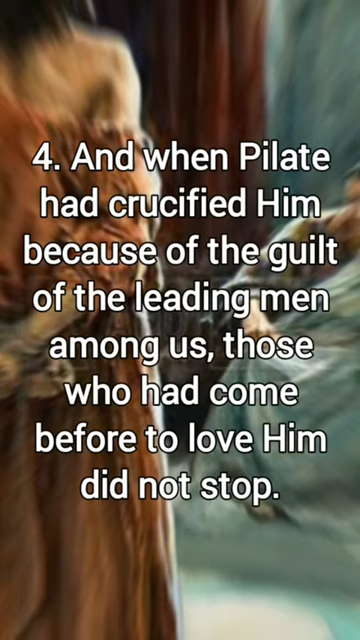 4. And when Pilate
had crucified Him
because of the guilt
of the leading men
among us, those
who had come
before to love Him
did not stop.